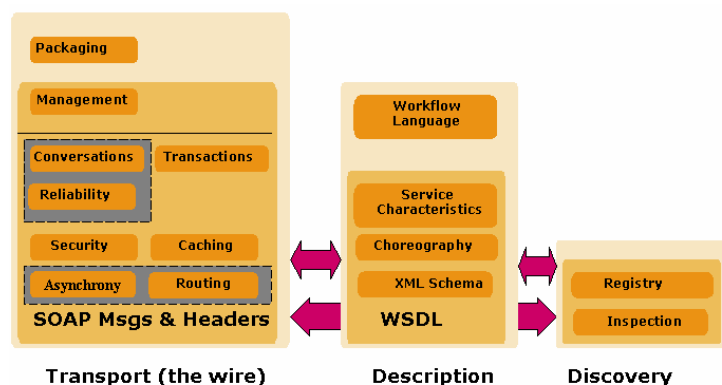 Packaging
Management
Conversations
Transactions
Reliability
Security
Caching
Asynchrony
Routing
SOAP Msgs & Headers
Transport (the wire)
Workflow
Language
Service
Characteristics
Choreography
XML Schema
WSDL
Description
Registry
Inspection
Discovery